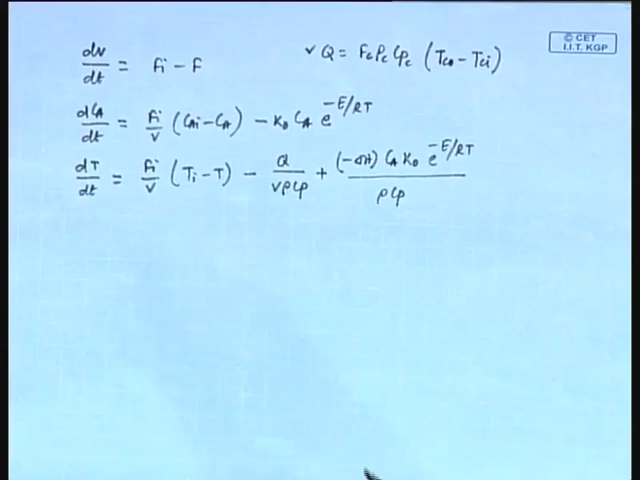 © CET
I.I.T. KGP
dv/dt = Fi - F
✓ Q = Fc ρc Cpc (Tco - Tci)
dCA/dt = Fi/V (CAi - CA) - K0 CA e^-E/RT
dT/dt = Fi/V (Ti - T) - Q/VρCp + (-ΔH) CA K0 e^-E/RT / ρCp